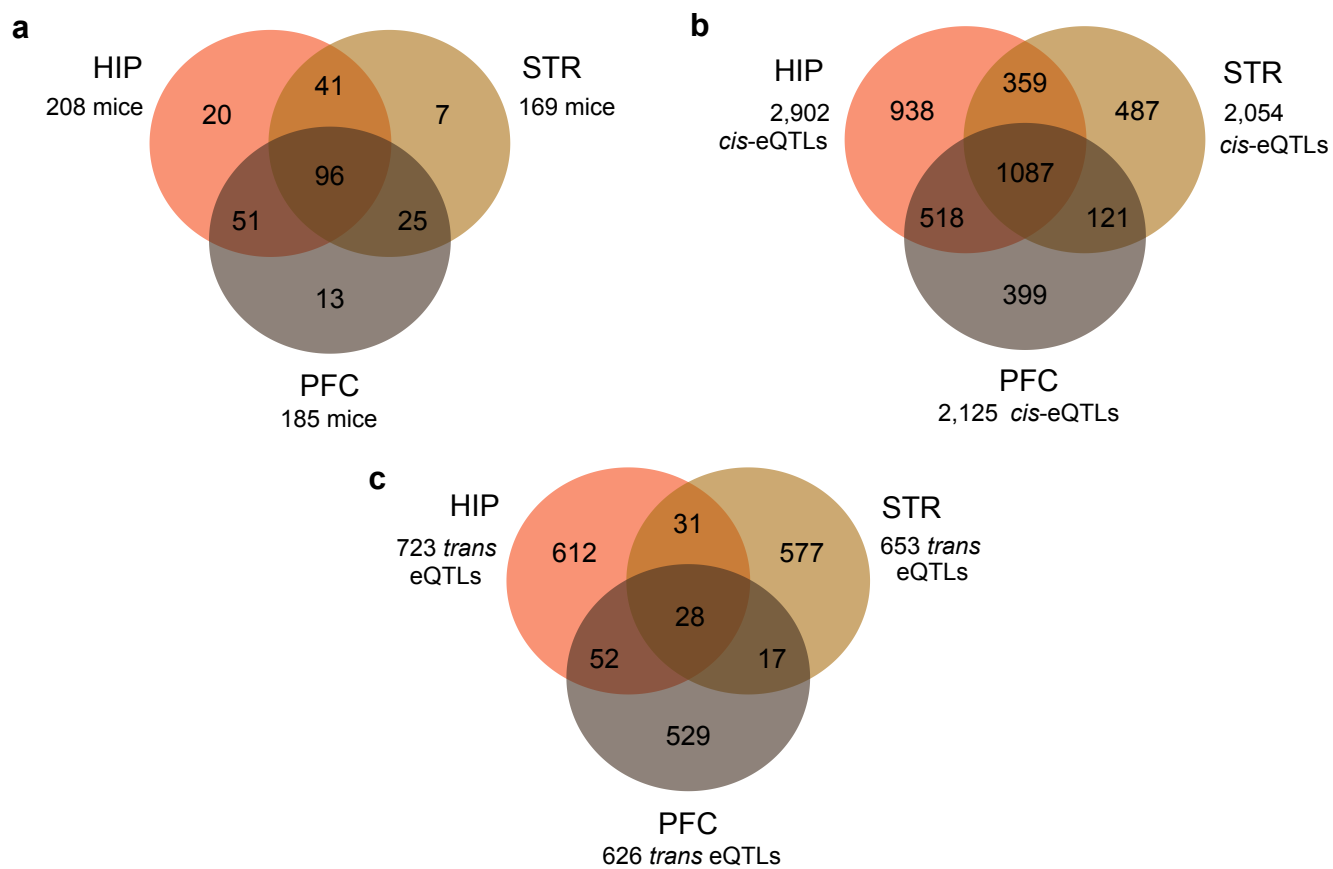 a
HIP
208 mice
STR
169 mice
20
41
7
96
51
25
13
PFC
185 mice
b
HIP
2,902
cis-eQTLs
STR
2,054
cis-eQTLs
938
359
487
1087
518
121
399
PFC
2,125 cis-eQTLs
c
HIP
723 trans
eQTLs
STR
653 trans
eQTLs
612
31
577
28
52
17
529
PFC
626 trans eQTLs